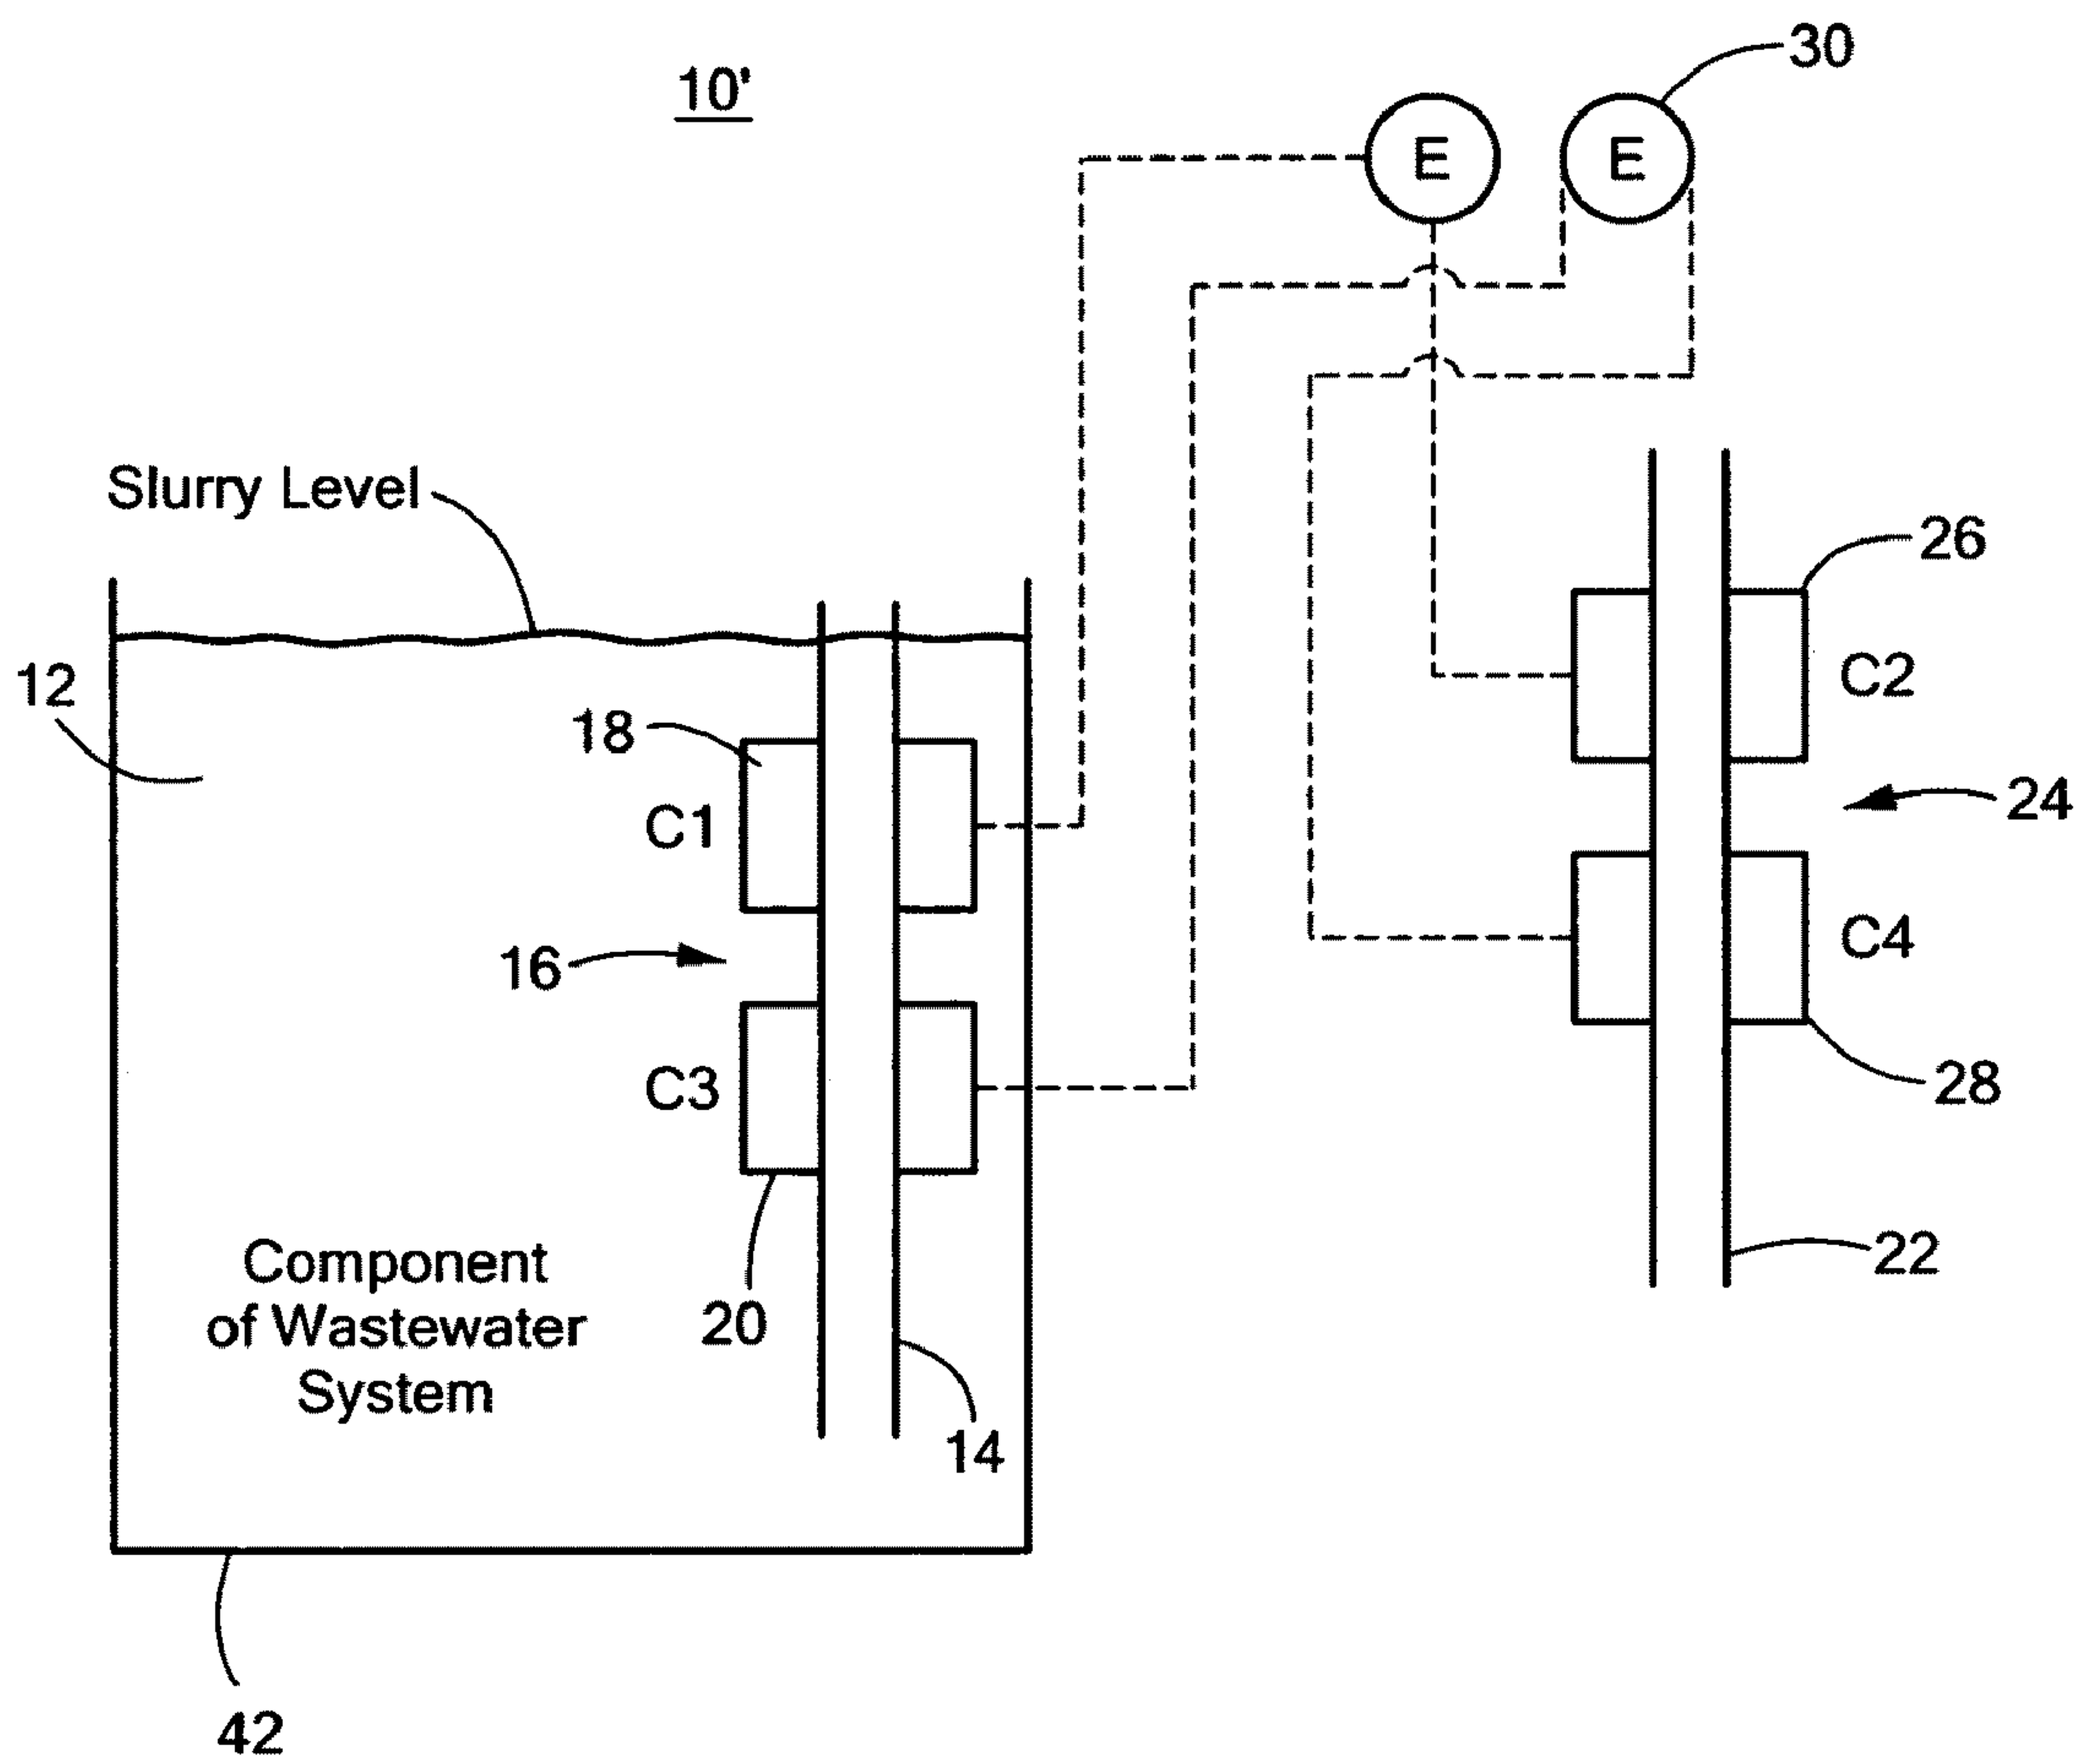 10'
30
E
E
Slurry Level
26
12
18
C2
C1
24
16
C4
C3
28
Component
of Wastewater
System
20
22
14
42